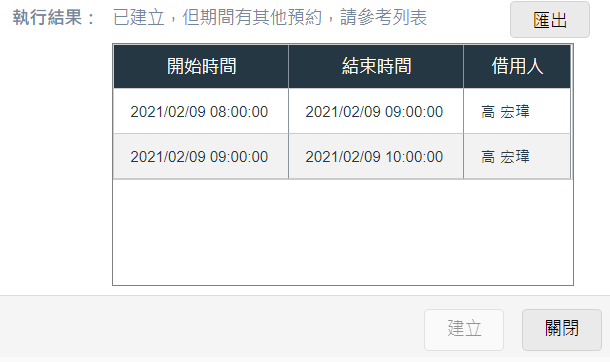 執行結果： 已建立，但期間有其他預約，請參考列表 匯出
開始時間 結束時間 借用人
2021/02/09 08:00:00 2021/02/09 09:00:00 高 宏瑋
2021/02/09 09:00:00 2021/02/09 10:00:00 高 宏瑋
建立 關閉